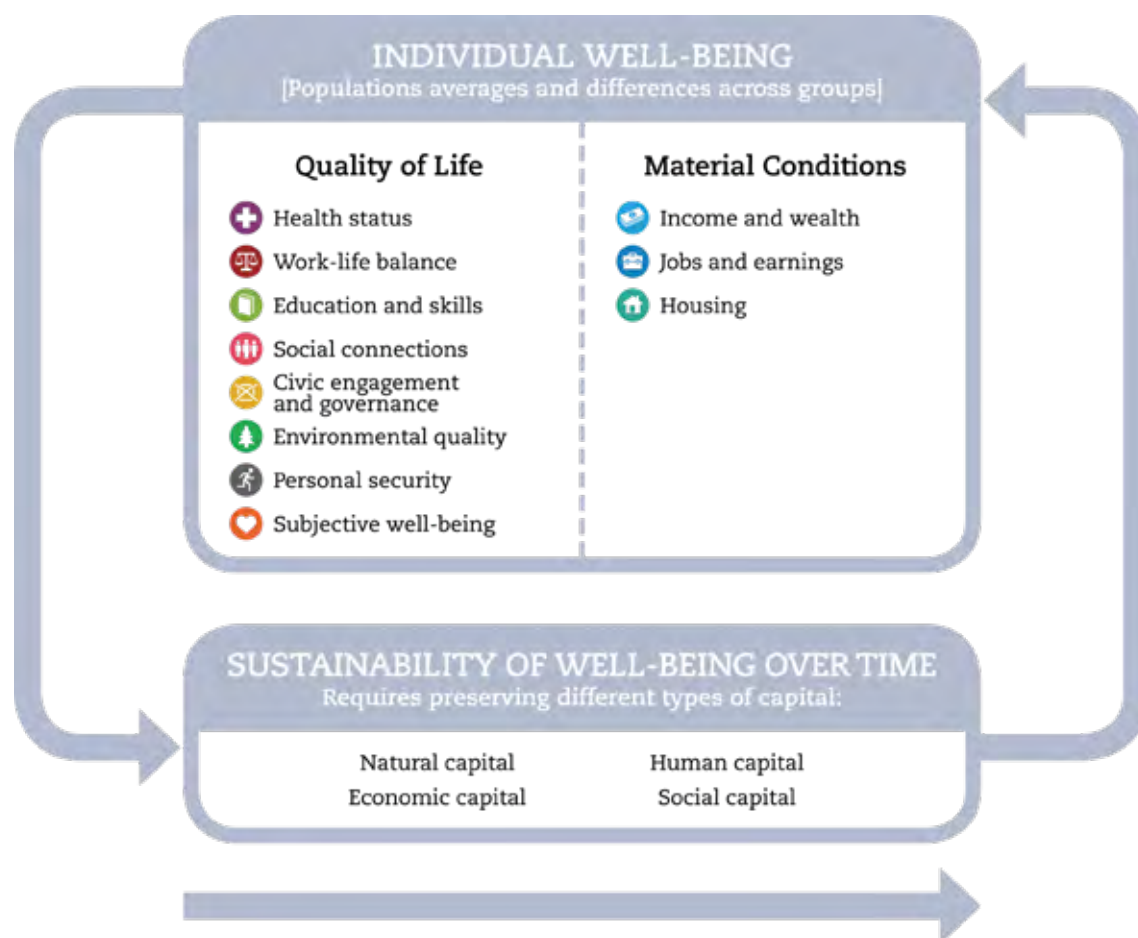 INDIVIDUAL WELL-BEING
[Populations averages and differences across groups]
Quality of Life
Health status
Work-life balance
Education and skills
Social connections
Civic engagement
and governance
Environmental quality
Personal security
Subjective well-being
Material Conditions
Income and wealth
Jobs and earnings
Housing
SUSTAINABILITY OF WELL-BEING OVER TIME
Requires preserving different types of capital:
Natural capital
Human capital
Economic capital
Social capital